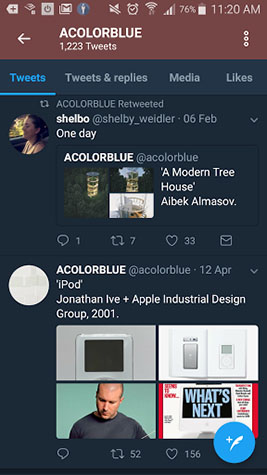 76% 11:20 AM
ACOLORBLUE
1,223 Tweets
Tweets Tweets & replies Media Likes
ACOLORBLUE Retweeted
shelbo @shelby_weidler · 06 Feb
One day
ACOLORBLUE @acolorblue
'A Modern Tree
House'
Aibek Almasov.
1 7 33
ACOLORBLUE @acolorblue · 12 Apr
'iPod'
Jonathan Ive + Apple Industrial Design
Group, 2001.
WHAT'S
NEXT
52 156